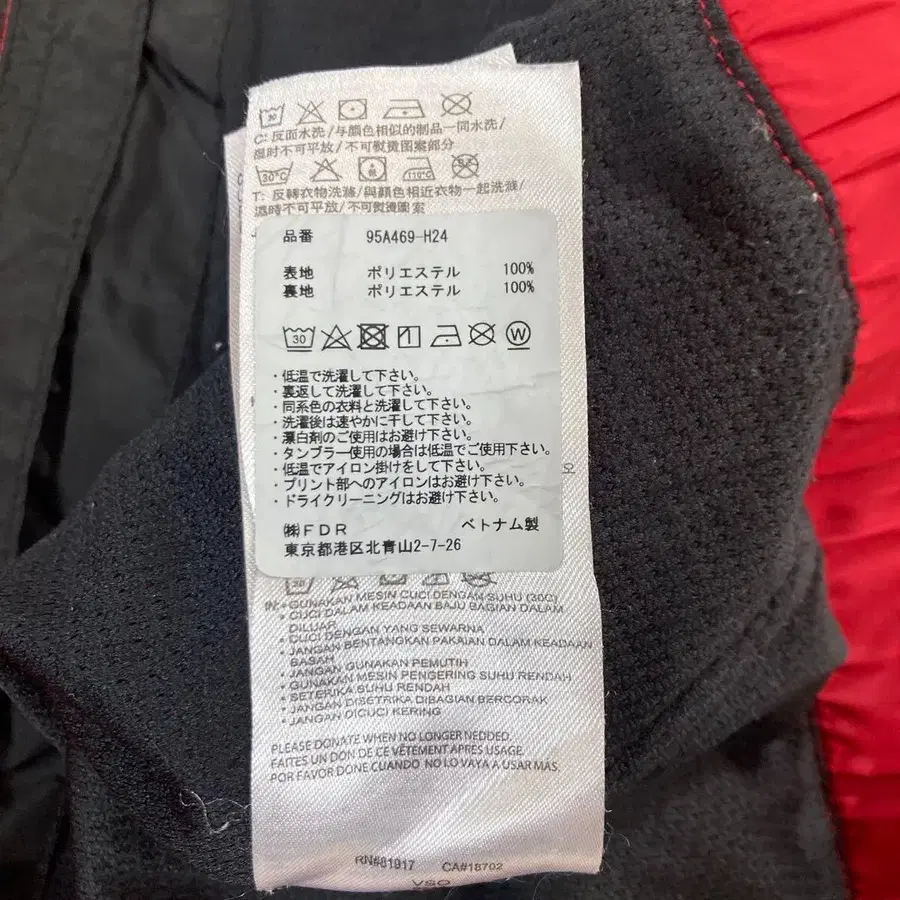 C: 反面水洗/与颜色相似的制品一同水洗/
湿时不可平放/不可熨烫图案部分
30°C
110°C
T: 反轉衣物洗滌/與顏色相近衣物一起洗滌/
濕時不可平放/不可熨燙圖案
品番 95A469-H24
表地 ポリエステル 100%
裏地 ポリエステル 100%
30 W
・低温で洗濯して下さい。
・裏返して洗濯して下さい。
・同系色の衣料と洗濯して下さい。
・洗濯後は速やかに干して下さい。
・漂白剤のご使用はお避け下さい。
・タンブラー使用の場合は低温でご使用下さい。
・低温でアイロン掛けをして下さい。
・プリント部へのアイロンはお避け下さい。
・ドライクリーニングはお避け下さい。
㈱FDR ベトナム製
東京都港区北青山2-7-26
IN: • GUNAKAN MESIN CUCI DENGAN SUHU (30C)
• CUCI DALAM KEADAAN BAJU BAGIAN DALAM
DILUAR
• CUCI DENGAN YANG SEWARNA
• JANGAN BENTANGKAN PAKAIAN DALAM KEADAAN
BASAH
• JANGAN GUNAKAN PEMUTIH
• GUNAKAN MESIN PENGERING SUHU RENDAH
• SETERIKA SUHU RENDAH
• JANGAN DISETRIKA DIBAGIAN BERCORAK
• JANGAN DICUCI KERING
PLEASE DONATE WHEN NO LONGER NEDDED.
FAITES UN DON DE CE VÊTEMENT APRÈS USAGE.
POR FAVOR DONE CUANDO NO LO VAYA A USAR MÁS.
RN#81917 CA#18702
VSO